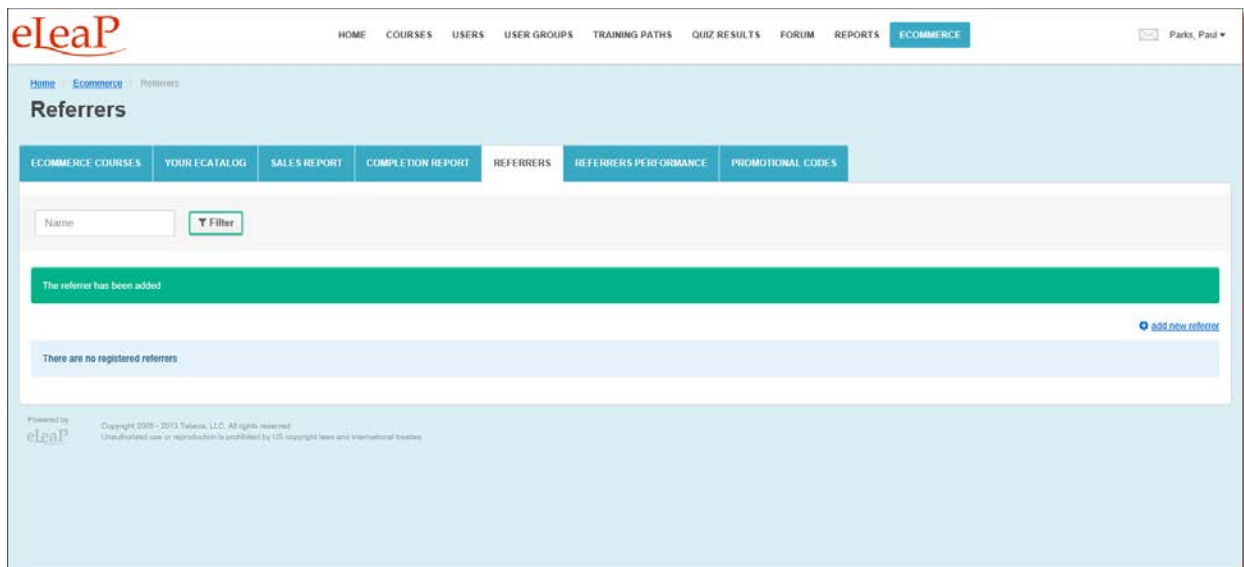 eLeaP
HOME COURSES USERS USER GROUPS TRAINING PATHS QUIZ RESULTS FORUM REPORTS ECOMMERCE Parks, Paul
Home Ecommerce Referrers
Referrers
ECOMMERCE COURSES YOUR ECATALOG SALES REPORT COMPLETION REPORT REFERRERS REFERRERS PERFORMANCE PROMOTIONAL CODES
Name Filter
The referrer has been added
add new referrer
There are no registered referrers
Powered by
eLeaP
Copyright 2005 - 2013 Telania, LLC. All rights reserved.
Unauthorized use or reproduction is prohibited by US copyright laws and international treaties.